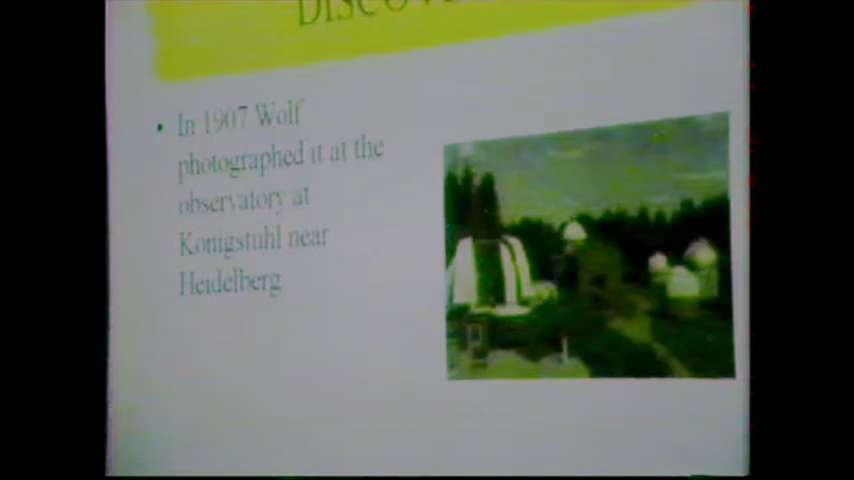 • In 1907 Wolf
photographed it at the
observatory at
Konigstuhl near
Heidelberg